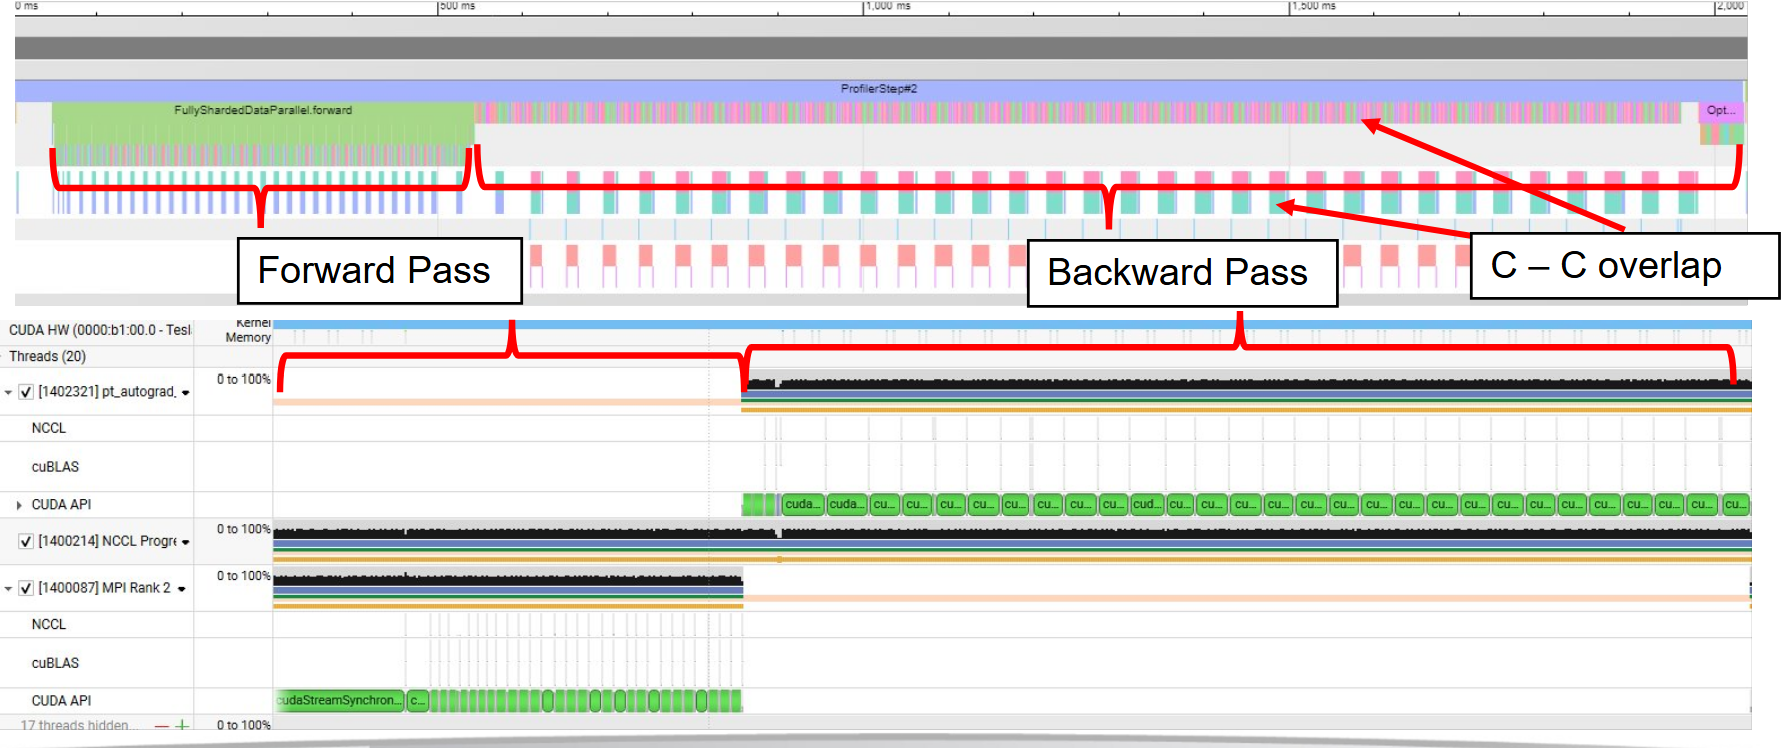 0 ms 500 ms 1,000 ms 1,500 ms 2,000
ProfilerStep#2
FullyShardedDataParallel.forward Opt...
Forward Pass Backward Pass C – C overlap
CUDA HW (0000:b1:00.0 - Tesl Kernel
Memory
Threads (20)
[1402321] pt_autograd_ 0 to 100%
NCCL
cuBLAS
CUDA API cuda... cuda... cu... cu... cu... cu... cu... cu... cu... cu... cud... cu... cu... cu... cu... cu... cu... cu... cu... cu... cu... cu... cu... cu... cu... cu... cu... cu... cu...
[1400214] NCCL Progre 0 to 100%
[1400087] MPI Rank 2 0 to 100%
NCCL
cuBLAS
CUDA API cudaStreamSynchron... c...
17 threads hidden... 0 to 100%